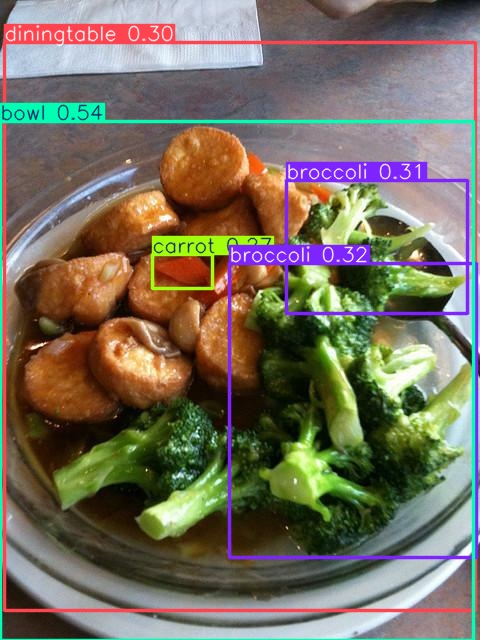 diningtable 0.30
bowl 0.54
broccoli 0.31
carrot 0.27
broccoli 0.32